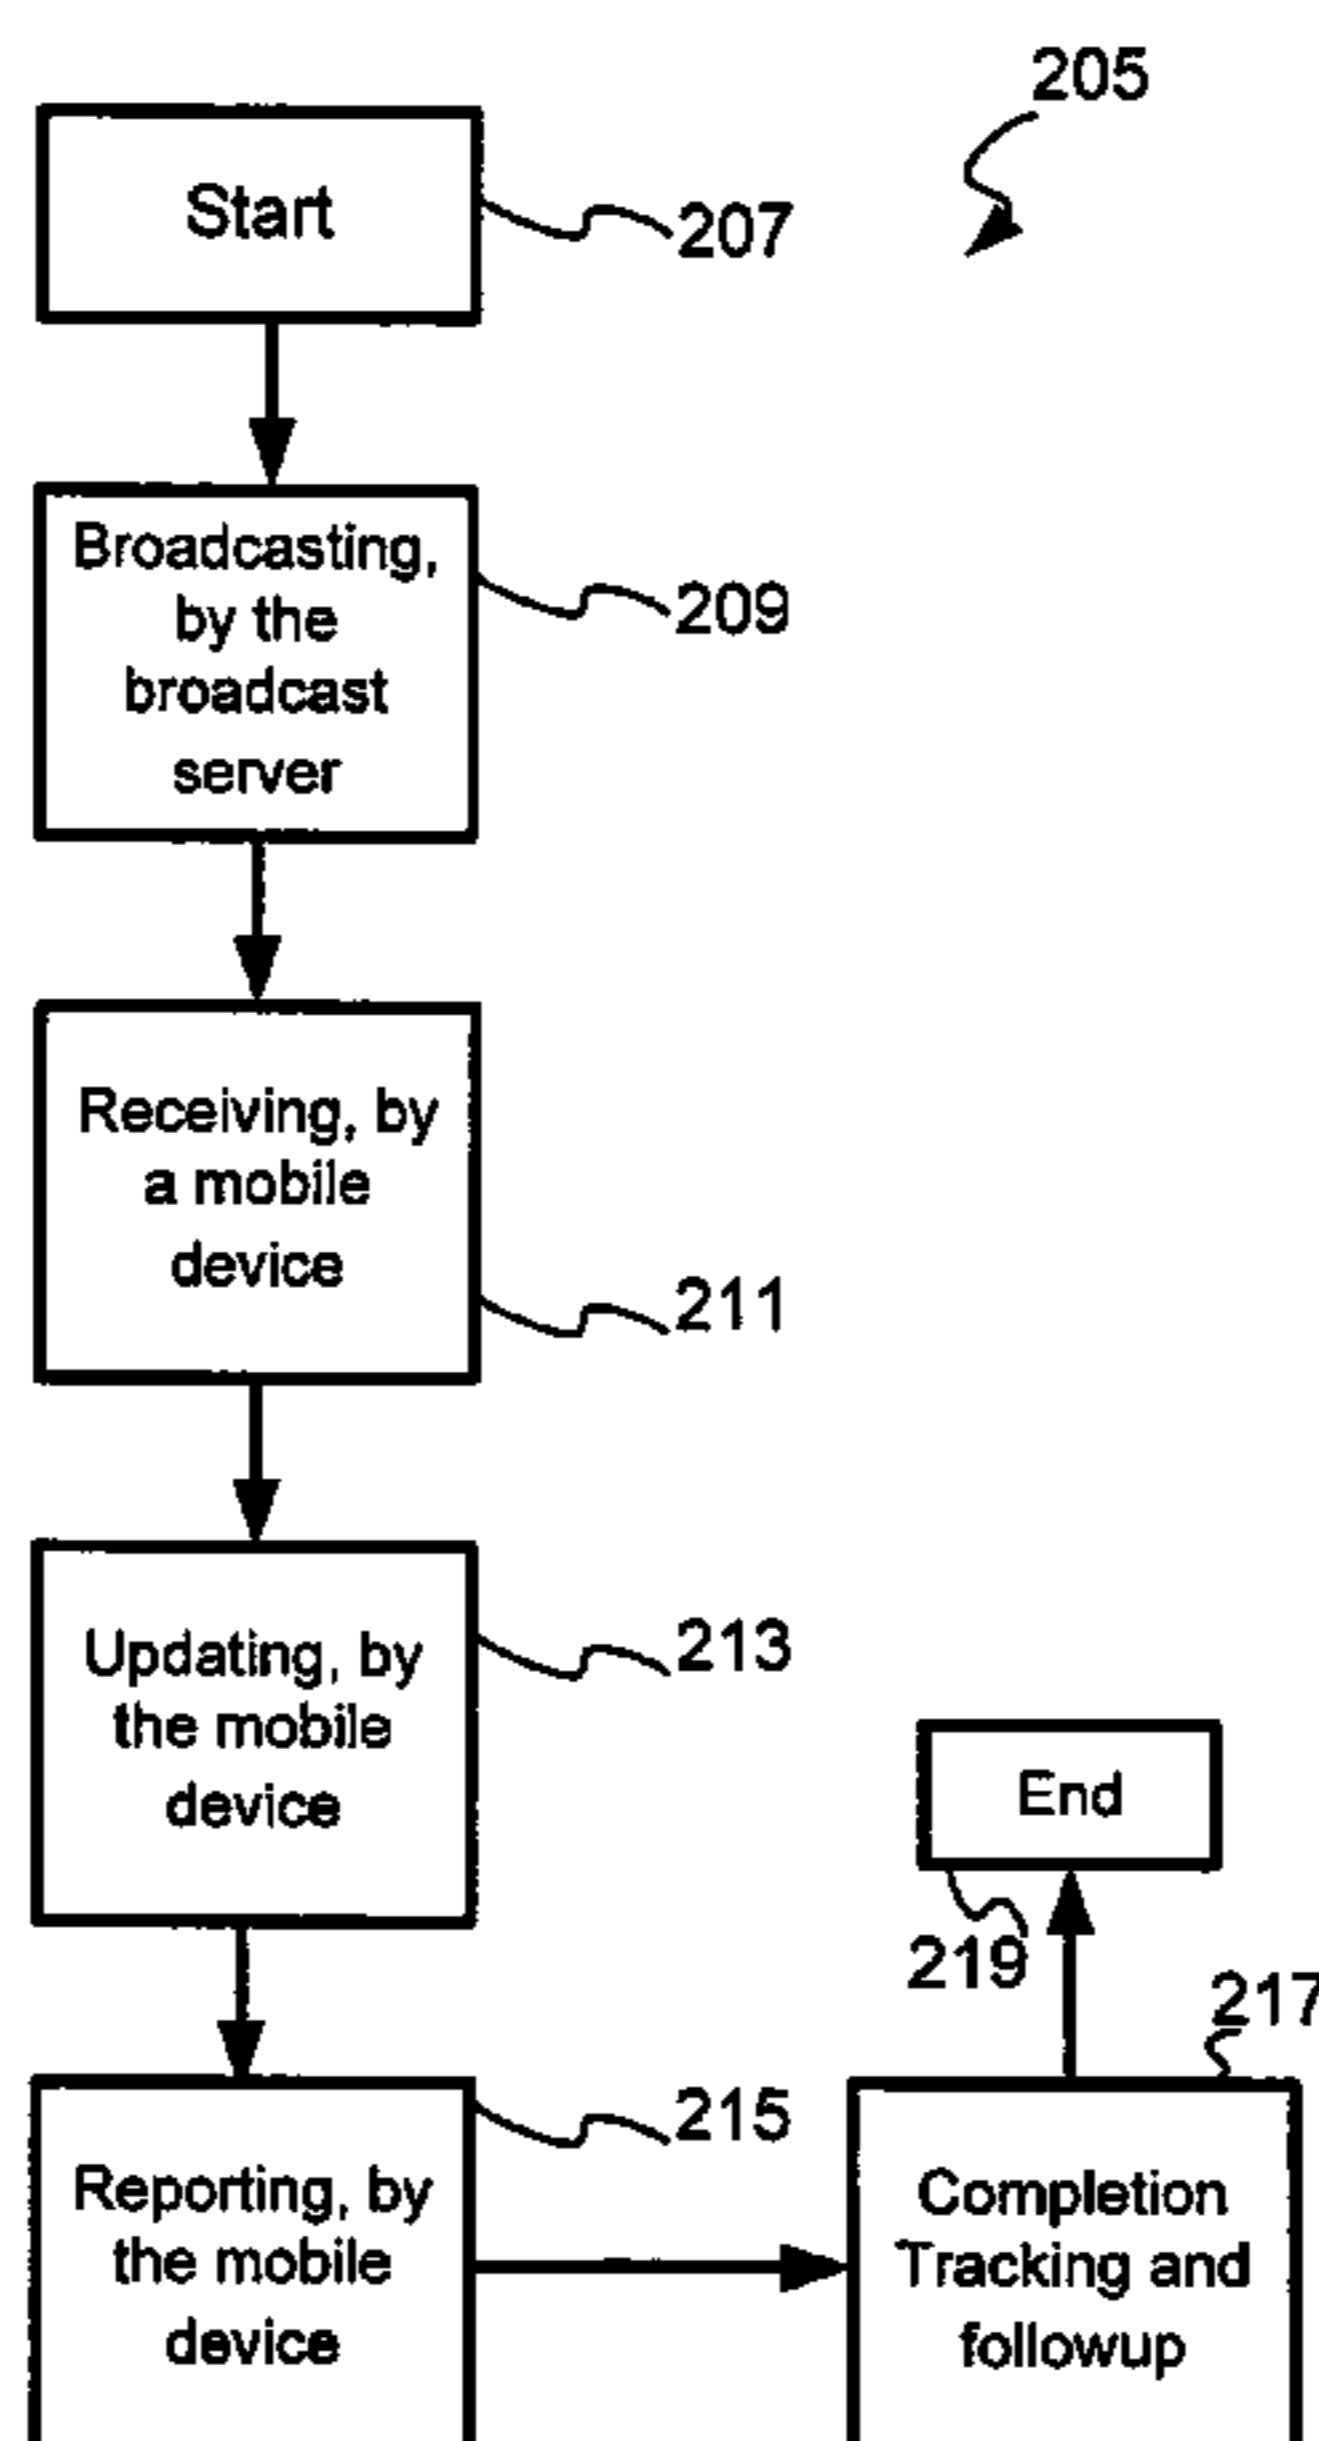 205
Start
207
Broadcasting,
by the
broadcast
server
209
Receiving, by
a mobile
device
211
Updating, by
the mobile
device
213
End
219
217
Reporting, by
the mobile
device
215
Completion
Tracking and
followup